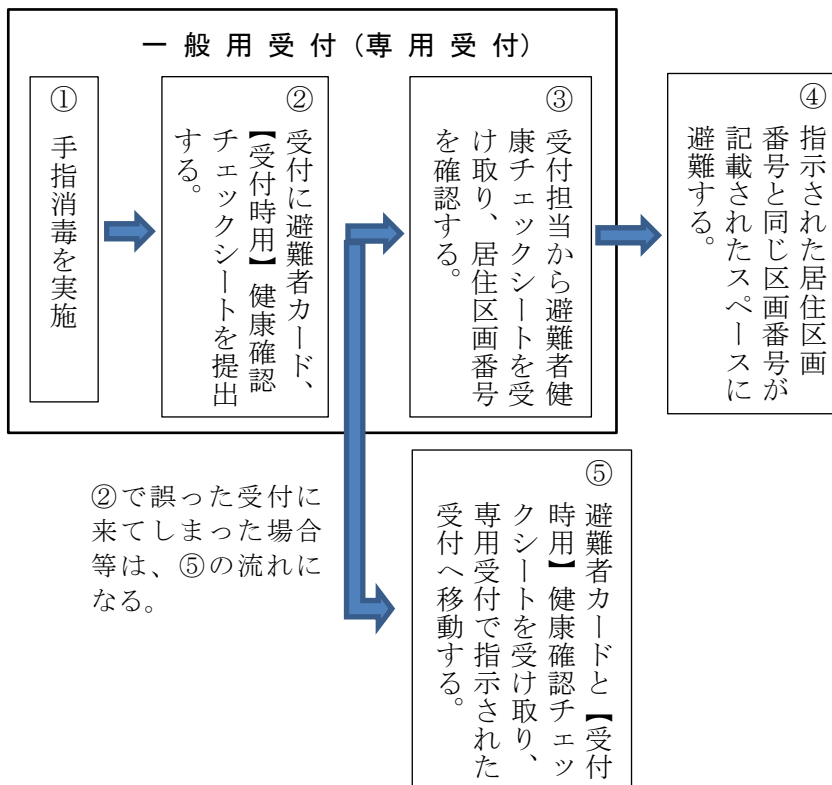 一般用受付（専用受付）
①
手指消毒を実施
②
受付に避難者カード、
【受付時用】健康確認
チェックシートを提出
する。
③
受付担当から避難者健
康チェックシートを受
け取り、居住区画番号
を確認する。
④
指示された居住区画
番号と同じ区画番号が
記載されたスペースに
避難する。
②で誤った受付に
来てしまった場合
等は、⑤の流れに
なる。
⑤
避難者カードと【受付
時用】健康確認チェッ
クシートを受け取り、
専用受付で指示された
受付へ移動する。